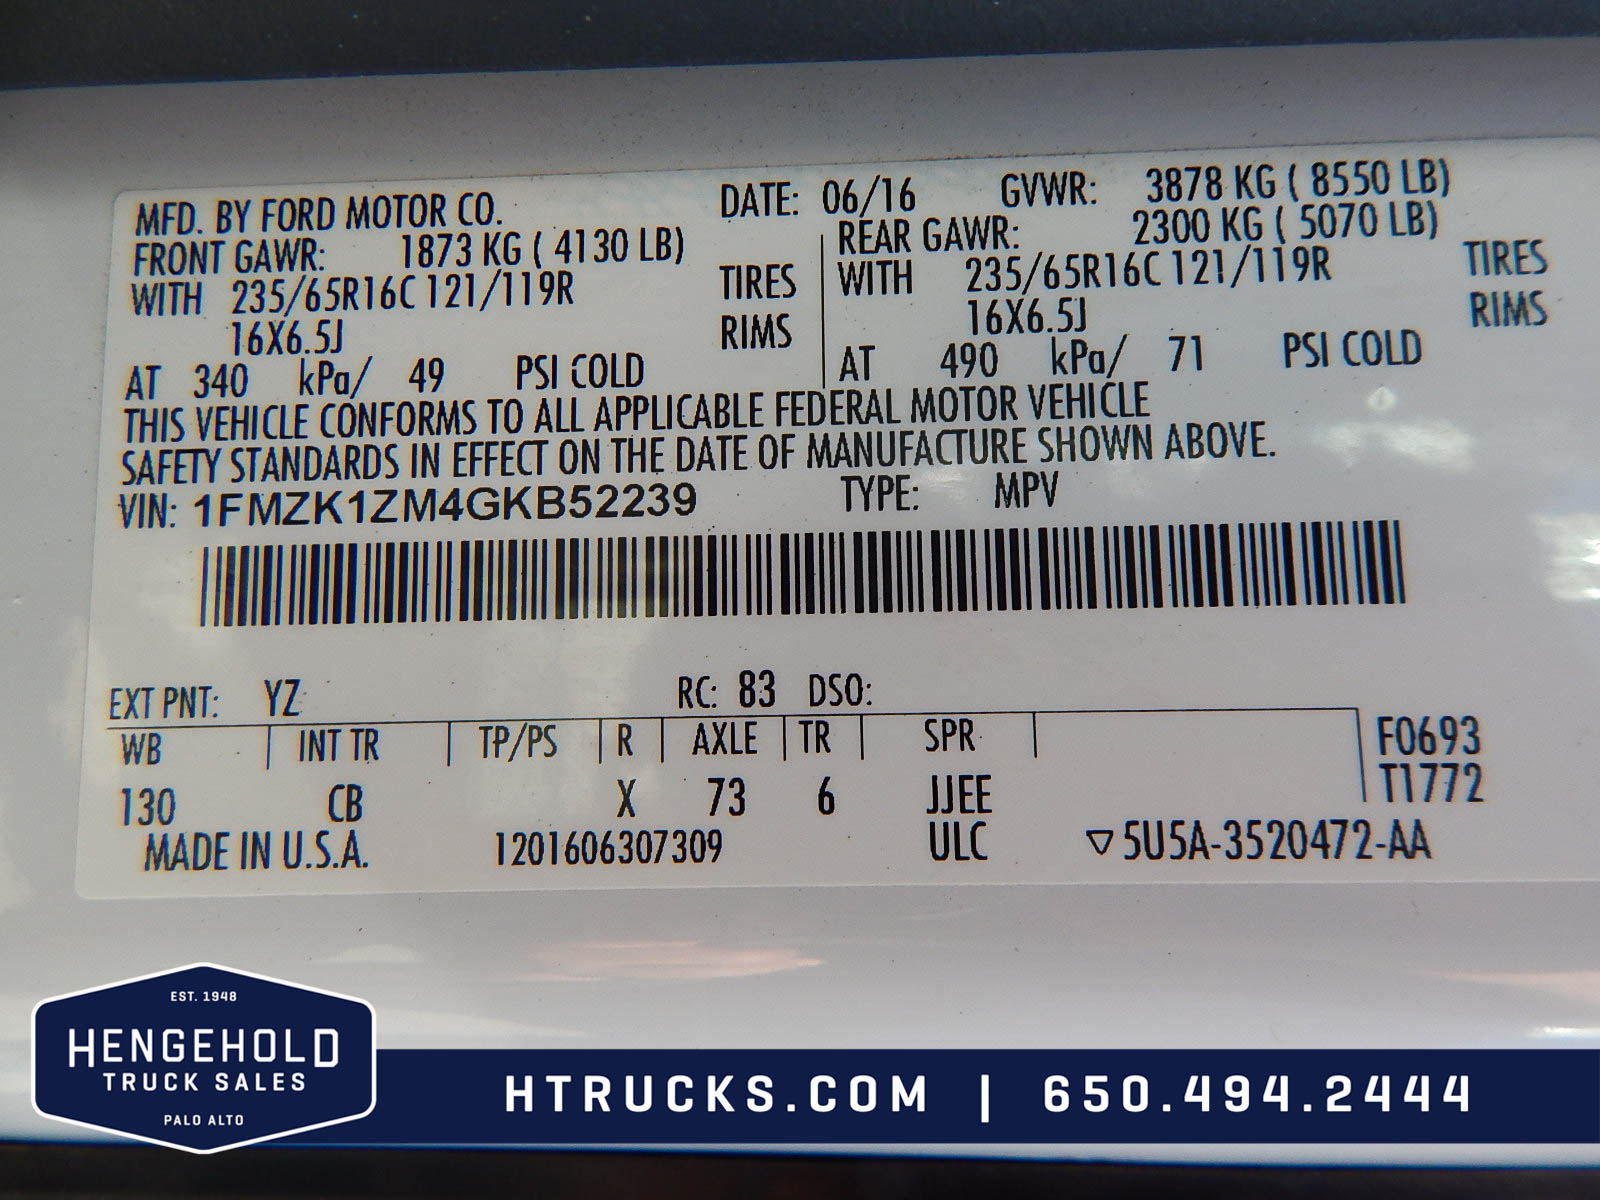 MFD. BY FORD MOTOR CO. DATE: 06/16 GVWR: 3878 KG ( 8550 LB)
FRONT GAWR: 1873 KG ( 4130 LB) REAR GAWR: 2300 KG ( 5070 LB)
WITH 235/65R16C 121/119R TIRES WITH 235/65R16C 121/119R TIRES
16X6.5J RIMS 16X6.5J RIMS
AT 340 kPa/ 49 PSI COLD AT 490 kPa/ 71 PSI COLD
THIS VEHICLE CONFORMS TO ALL APPLICABLE FEDERAL MOTOR VEHICLE
SAFETY STANDARDS IN EFFECT ON THE DATE OF MANUFACTURE SHOWN ABOVE.
VIN: 1FMZK1ZM4GKB52239 TYPE: MPV
EXT PNT: YZ RC: 83 DSO:
WB INT TR TP/PS R AXLE TR SPR F0693
130 CB X 73 6 JJEE T1772
MADE IN U.S.A. 1201606307309 ULC ▽5U5A-3520472-AA
EST. 1948
HENGEHOLD
TRUCK SALES
PALO ALTO
HTRUCKS.COM | 650.494.2444